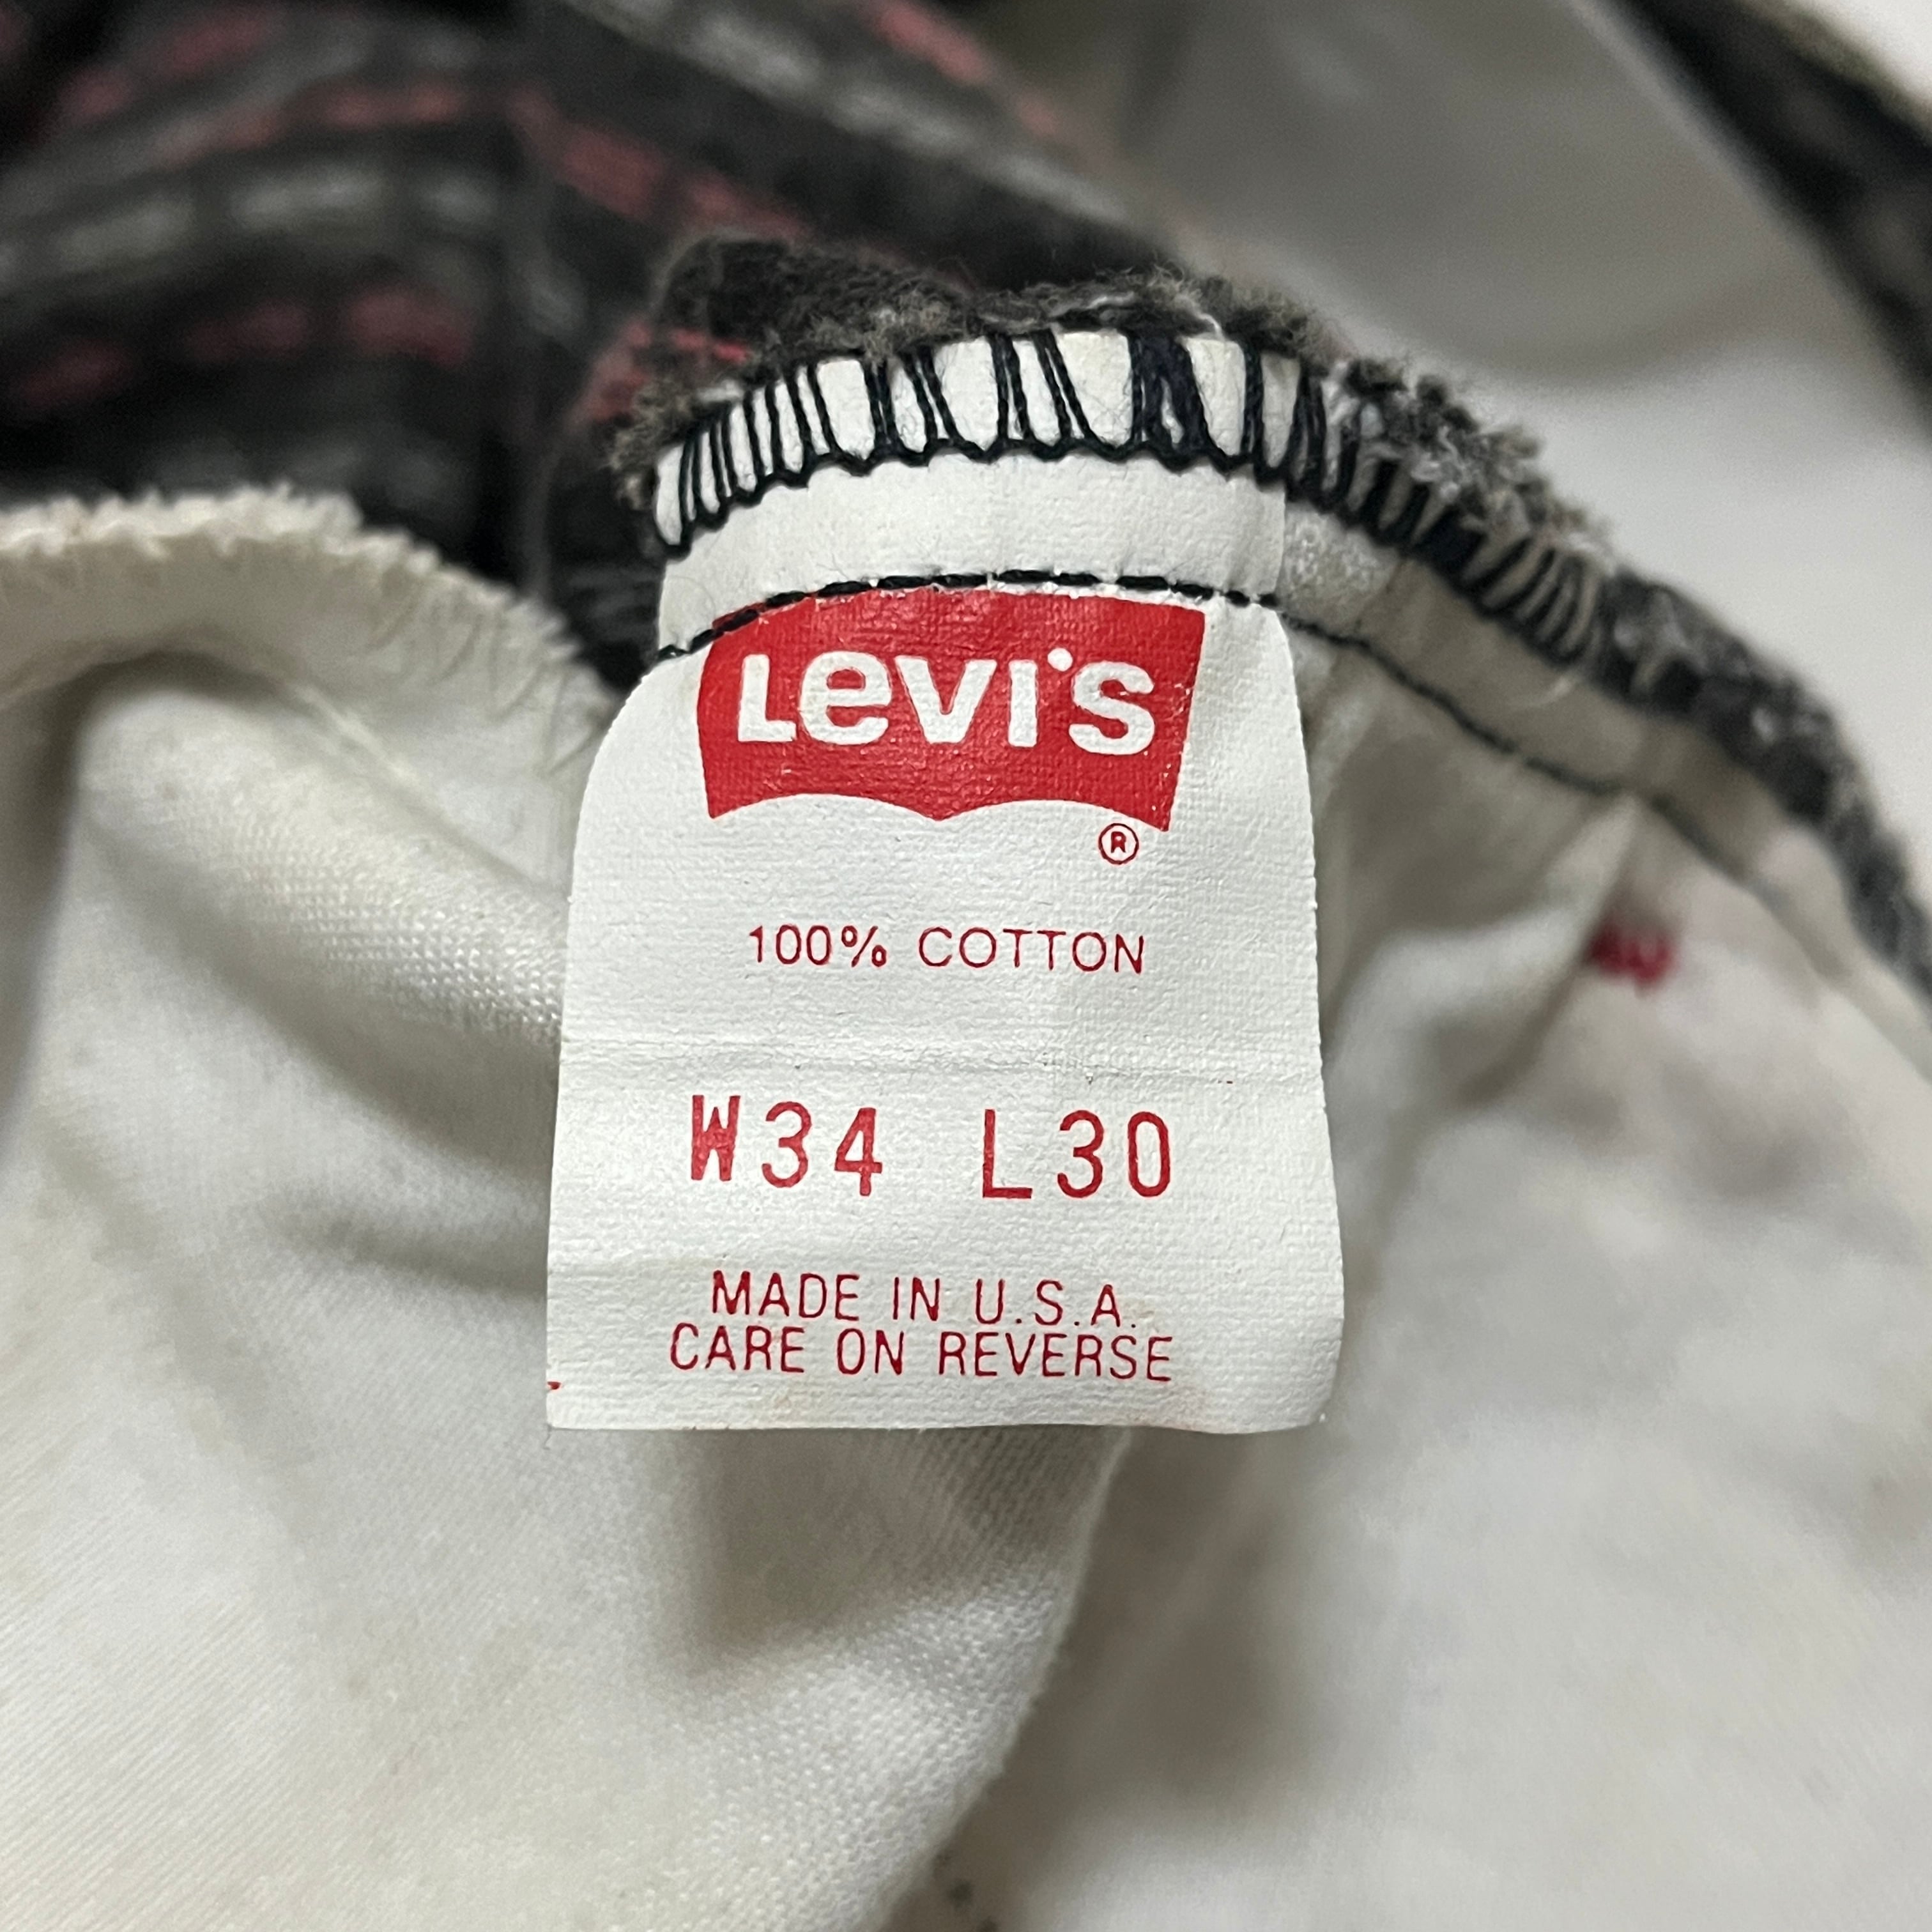 Levi's
®
100% COTTON
W34 L30
MADE IN U.S.A.
CARE ON REVERSE